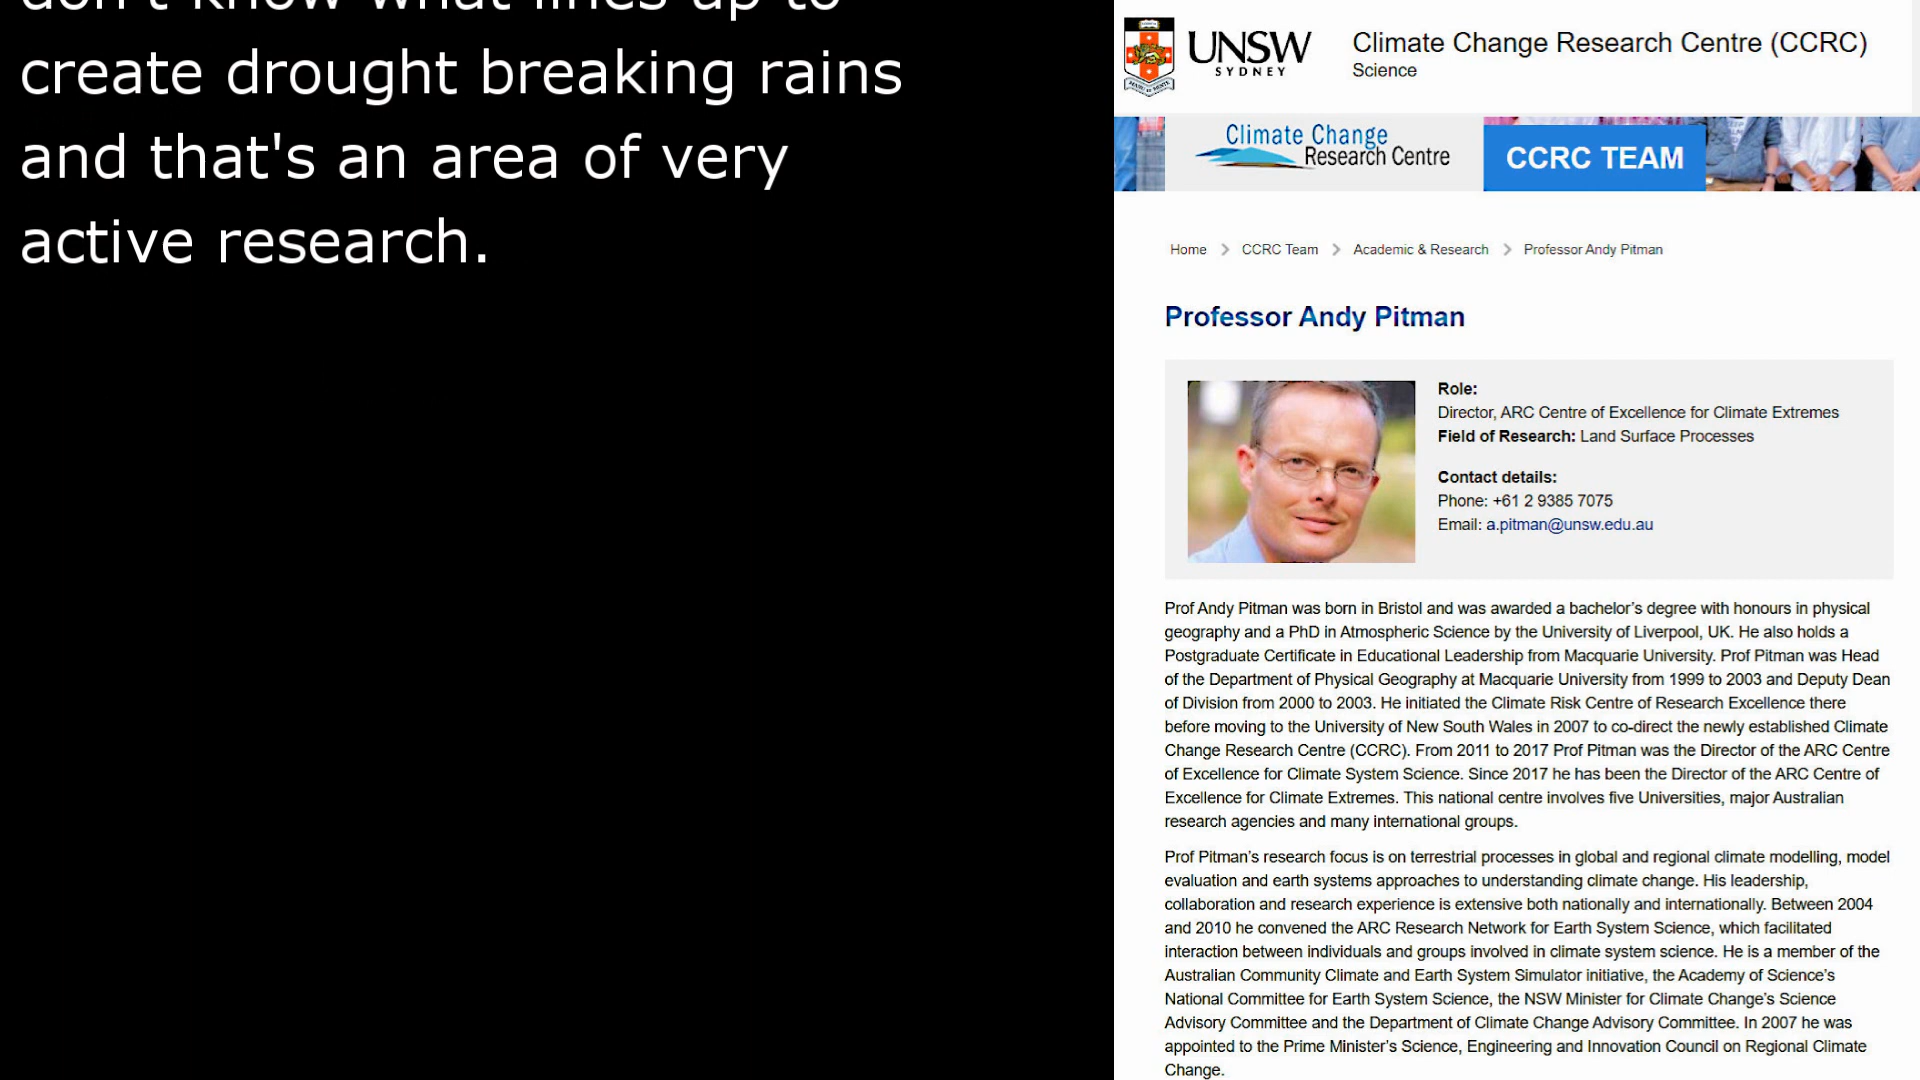 don't know what lines up to
create drought breaking rains
and that's an area of very
active research.
UNSW
SYDNEY
Climate Change Research Centre (CCRC)
Science
Climate Change
Research Centre
CCRC TEAM
Home > CCRC Team > Academic & Research > Professor Andy Pitman
Professor Andy Pitman
Role:
Director, ARC Centre of Excellence for Climate Extremes
Field of Research: Land Surface Processes
Contact details:
Phone: +61 2 9385 7075
Email: a.pitman@unsw.edu.au
Prof Andy Pitman was born in Bristol and was awarded a bachelor's degree with honours in physical
geography and a PhD in Atmospheric Science by the University of Liverpool, UK. He also holds a
Postgraduate Certificate in Educational Leadership from Macquarie University. Prof Pitman was Head
of the Department of Physical Geography at Macquarie University from 1999 to 2003 and Deputy Dean
of Division from 2000 to 2003. He initiated the Climate Risk Centre of Research Excellence there
before moving to the University of New South Wales in 2007 to co-direct the newly established Climate
Change Research Centre (CCRC). From 2011 to 2017 Prof Pitman was the Director of the ARC Centre
of Excellence for Climate System Science. Since 2017 he has been the Director of the ARC Centre of
Excellence for Climate Extremes. This national centre involves five Universities, major Australian
research agencies and many international groups.
Prof Pitman's research focus is on terrestrial processes in global and regional climate modelling, model
evaluation and earth systems approaches to understanding climate change. His leadership,
collaboration and research experience is extensive both nationally and internationally. Between 2004
and 2010 he convened the ARC Research Network for Earth System Science, which facilitated
interaction between individuals and groups involved in climate system science. He is a member of the
Australian Community Climate and Earth System Simulator initiative, the Academy of Science's
National Committee for Earth System Science, the NSW Minister for Climate Change's Science
Advisory Committee and the Department of Climate Change Advisory Committee. In 2007 he was
appointed to the Prime Minister's Science, Engineering and Innovation Council on Regional Climate
Change.